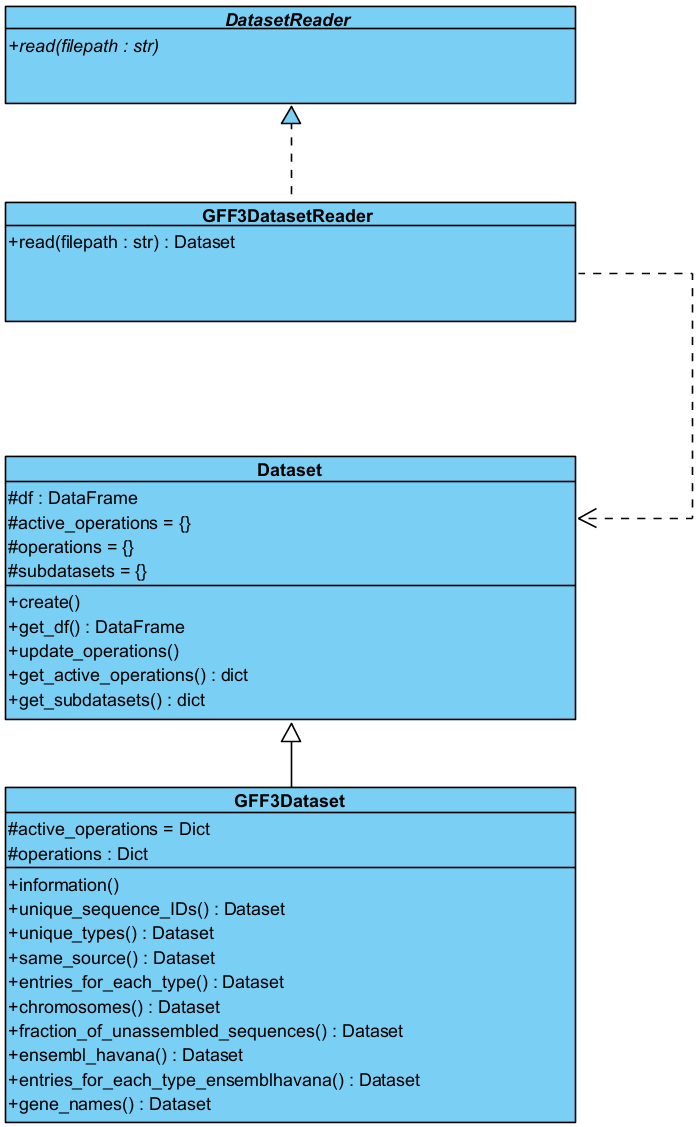 DatasetReader
+read(filepath : str)
GFF3DatasetReader
+read(filepath : str) : Dataset
Dataset
#df : DataFrame
#active_operations = {}
#operations = {}
#subdatasets = {}
+create()
+get_df() : DataFrame
+update_operations()
+get_active_operations() : dict
+get_subdatasets() : dict
GFF3Dataset
#active_operations = Dict
#operations : Dict
+information()
+unique_sequence_IDs() : Dataset
+unique_types() : Dataset
+same_source() : Dataset
+entries_for_each_type() : Dataset
+chromosomes() : Dataset
+fraction_of_unassembled_sequences() : Dataset
+ensembl_havana() : Dataset
+entries_for_each_type_ensemblhavana() : Dataset
+gene_names() : Dataset